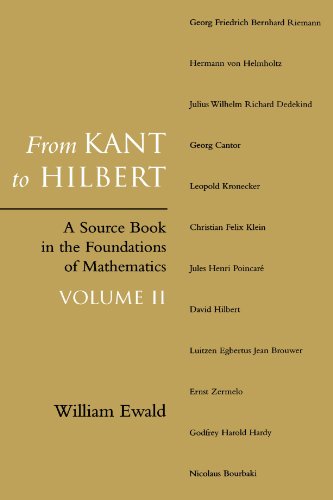 From KANT
to HILBERT
A Source Book
in the Foundations
of Mathematics
VOLUME II
William Ewald
Georg Friedrich Bernhard Riemann
Hermann von Helmholtz
Julius Wilhelm Richard Dedekind
Georg Cantor
Leopold Kronecker
Christian Felix Klein
Jules Henri Poincaré
David Hilbert
Luitzen Egbertus Jean Brouwer
Ernst Zermelo
Godfrey Harold Hardy
Nicolaus Bourbaki